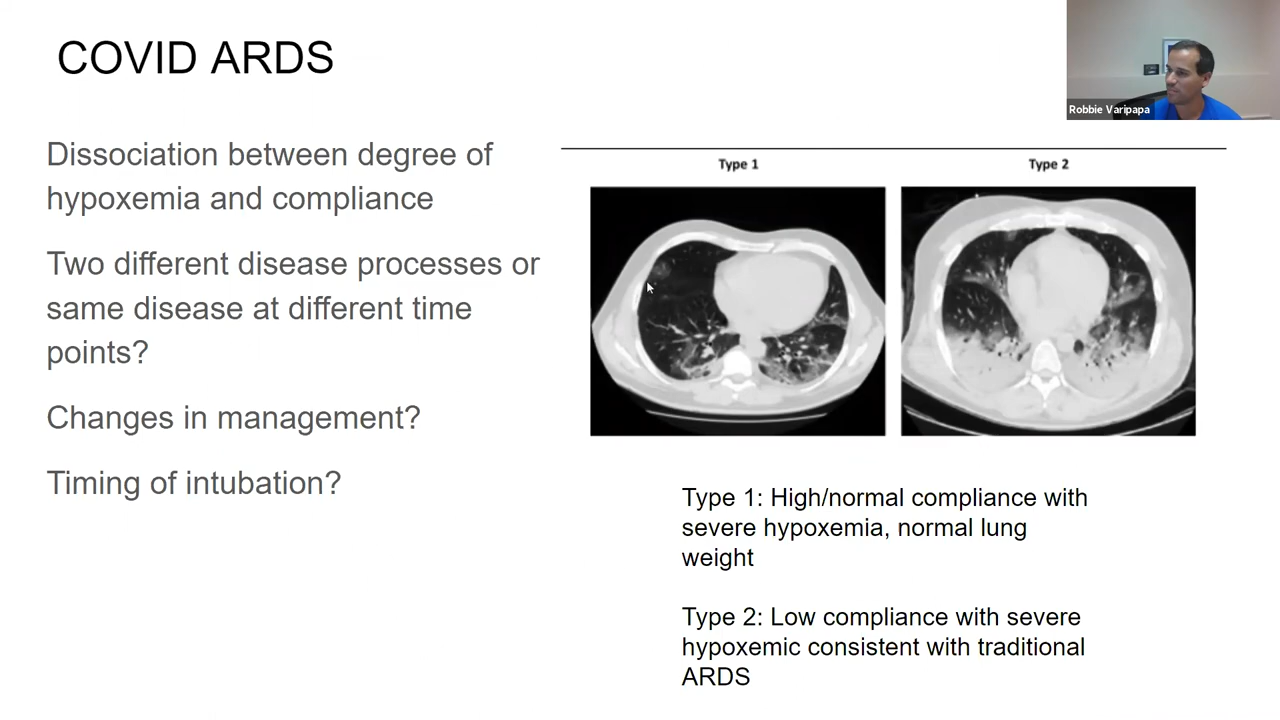 COVID ARDS
Robbie Varipapa
Dissociation between degree of
hypoxemia and compliance
Two different disease processes or
same disease at different time
points?
Changes in management?
Timing of intubation?
Type 1
Type 2
Type 1: High/normal compliance with
severe hypoxemia, normal lung
weight
Type 2: Low compliance with severe
hypoxemic consistent with traditional
ARDS